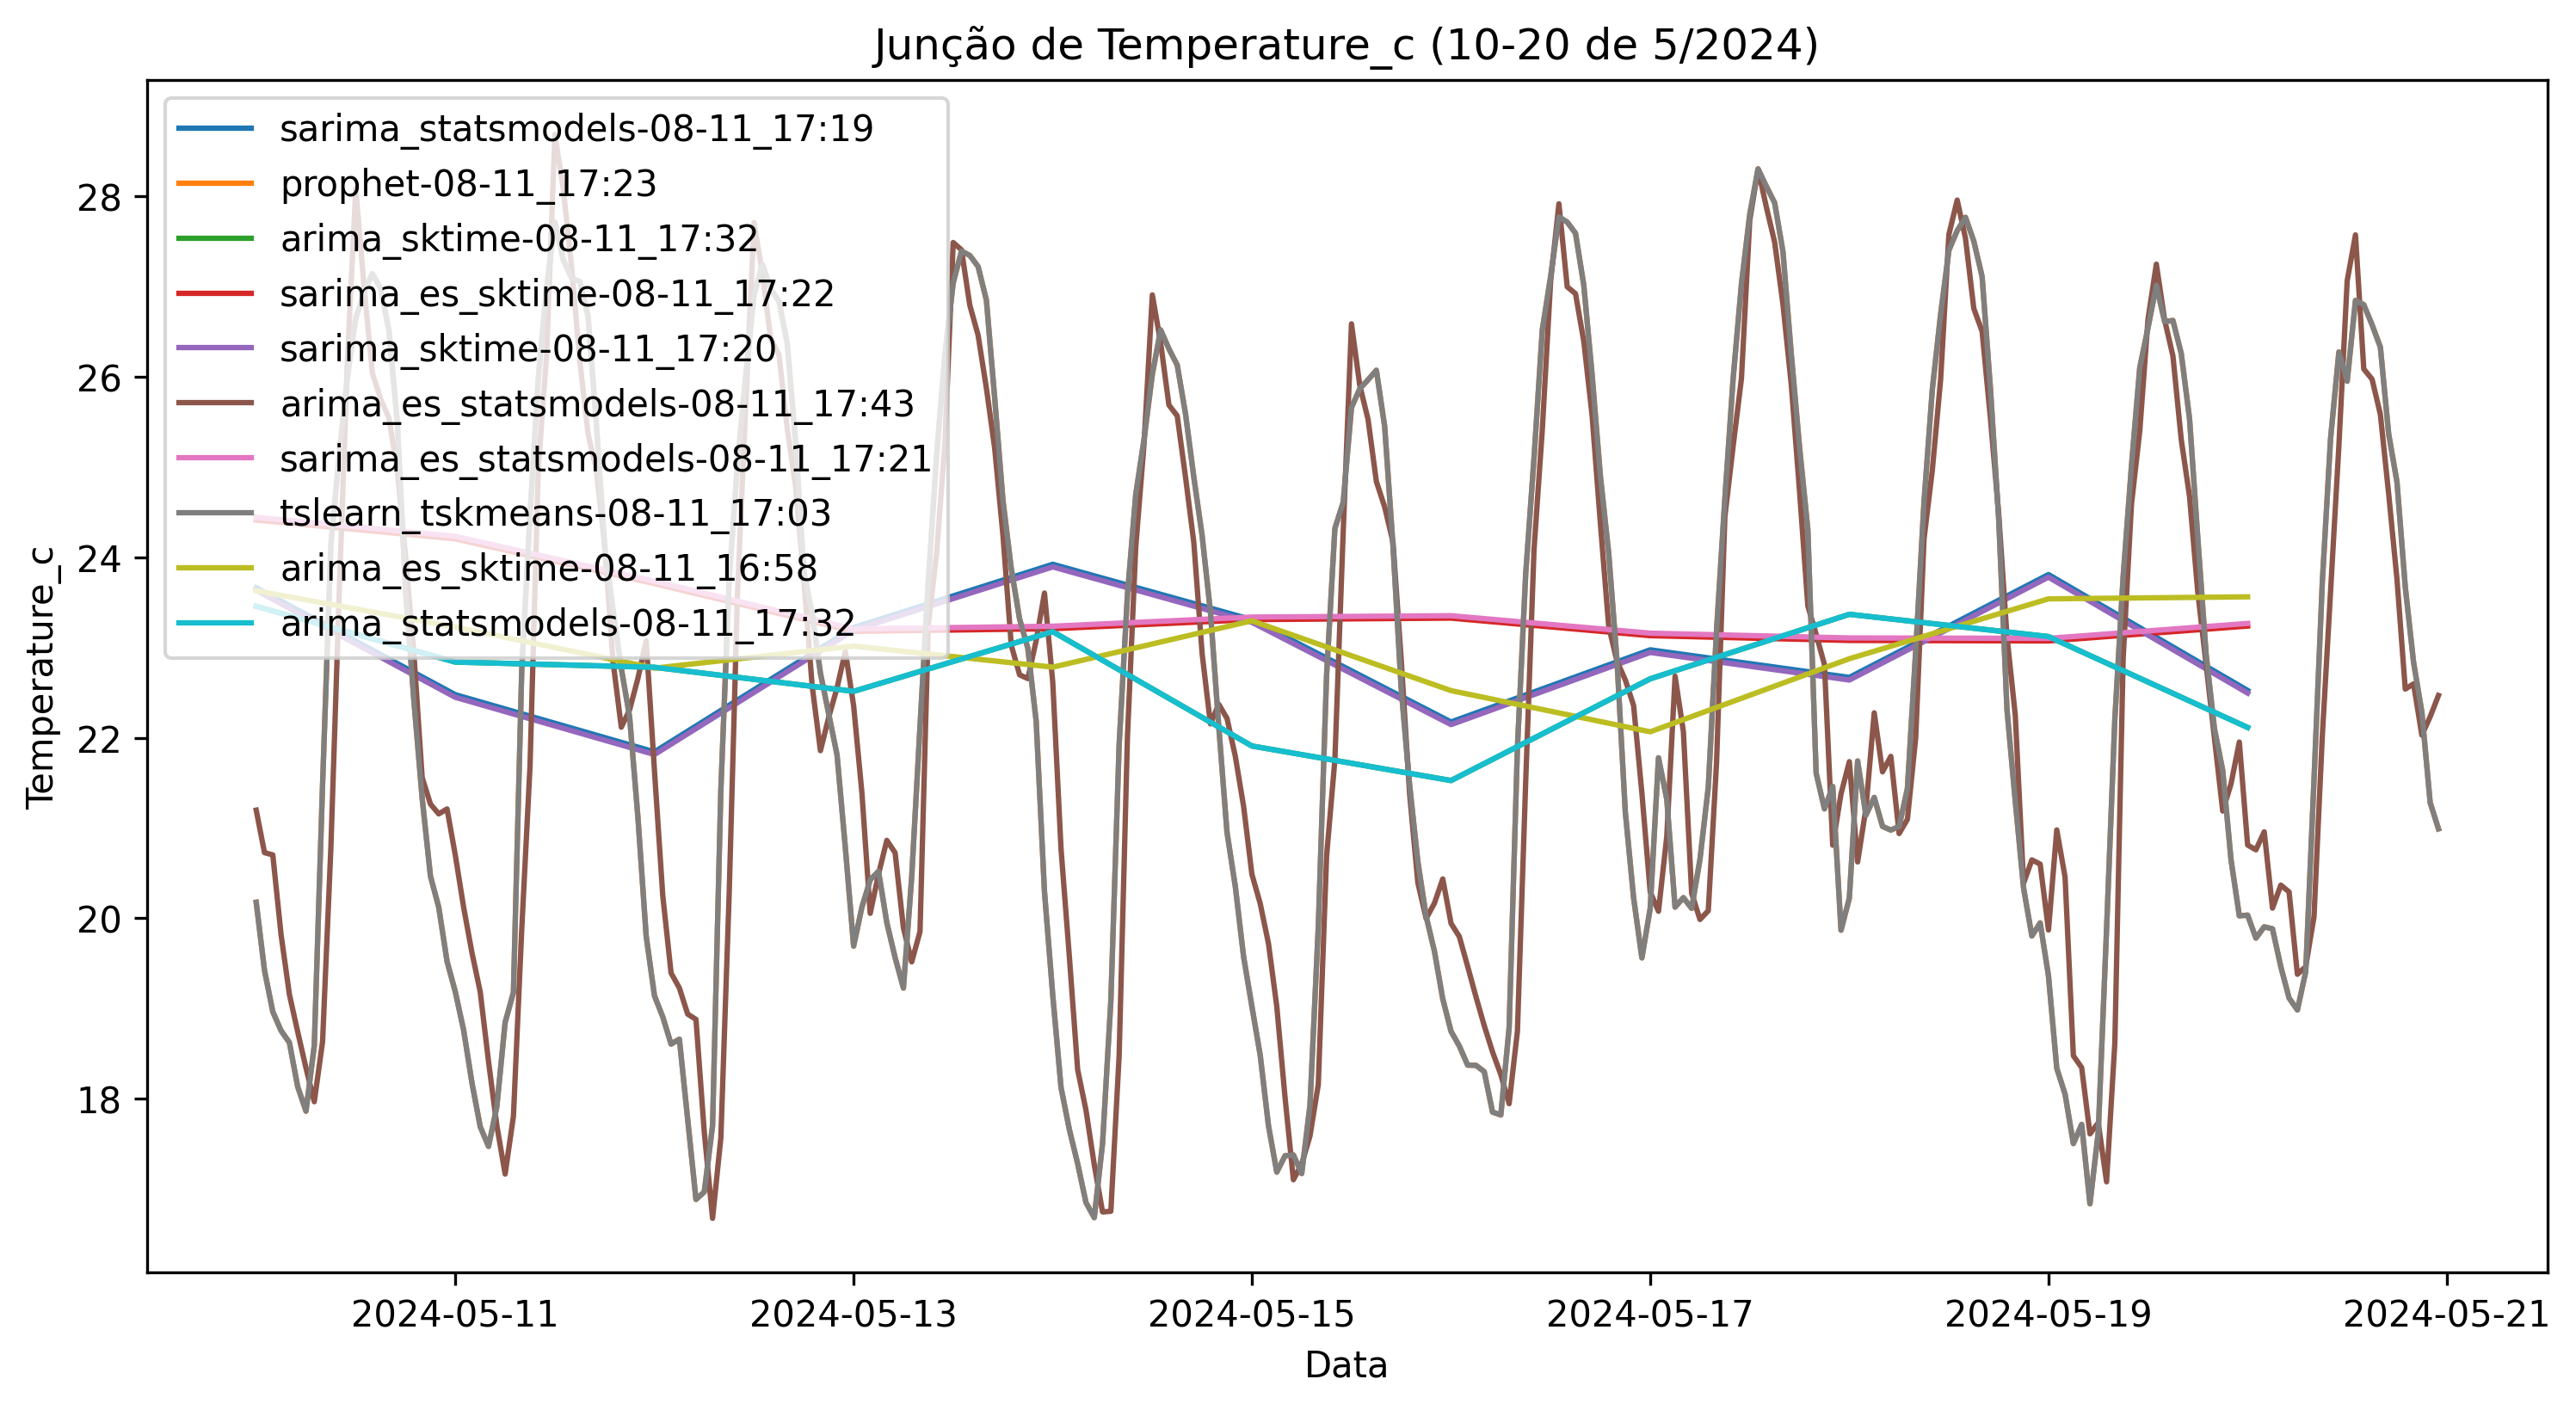 Junção de Temperature_c (10-20 de 5/2024)
sarima_statsmodels-08-11_17:19
prophet-08-11_17:23
arima_sktime-08-11_17:32
sarima_es_sktime-08-11_17:22
sarima_sktime-08-11_17:20
arima_es_statsmodels-08-11_17:43
sarima_es_statsmodels-08-11_17:21
tslearn_tskmeans-08-11_17:03
arima_es_sktime-08-11_16:58
arima_statsmodels-08-11_17:32
Temperature_c
28
26
24
22
20
18
2024-05-11
2024-05-13
2024-05-15
2024-05-17
2024-05-19
2024-05-21
Data